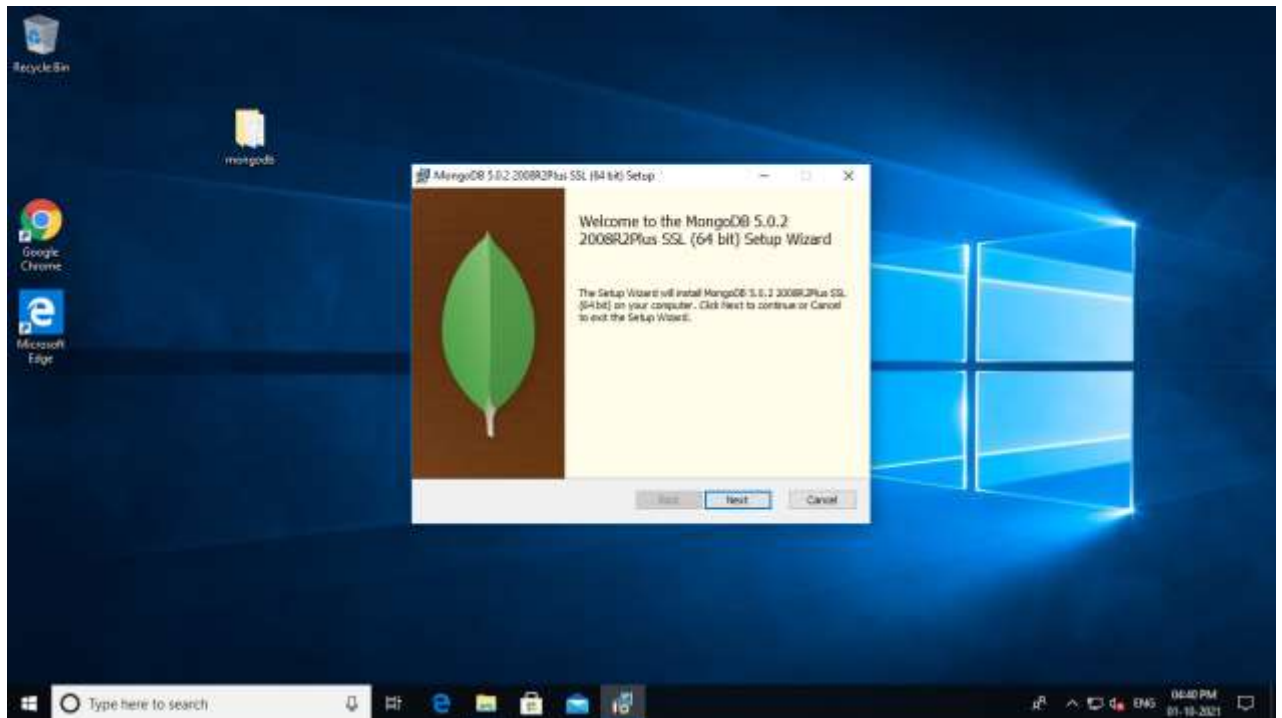 Recycle Bin
mongodb
Google
Chrome
Microsoft
Edge
MongoDB 5.0.2 2008R2Plus SSL (64 bit) Setup
Welcome to the MongoDB 5.0.2
2008R2Plus SSL (64 bit) Setup Wizard
The Setup Wizard will install MongoDB 5.0.2 2008R2Plus SSL
(64 bit) on your computer. Click Next to continue or Cancel
to exit the Setup Wizard.
Back
Next
Cancel
Type here to search
ENG
04:40 PM
01-10-2021